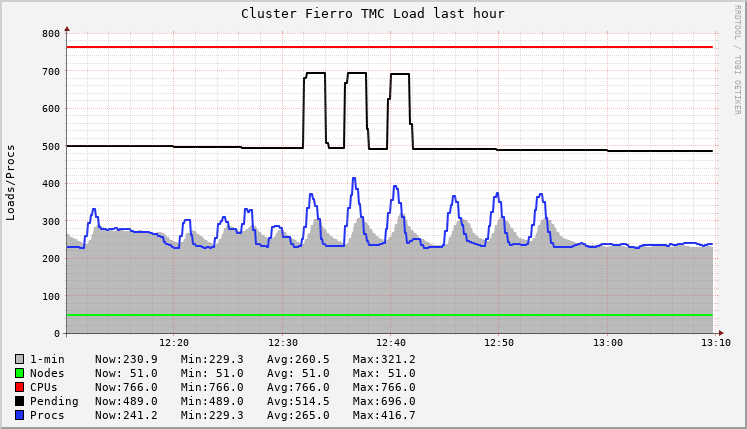 Cluster Fierro TMC Load last hour
RRDTOOL / TOBI OETIKER
Loads/Procs
800
700
600
500
400
300
200
100
0
12:20 12:30 12:40 12:50 13:00 13:10
1-min Now:230.9 Min:229.3 Avg:260.5 Max:321.2
Nodes Now: 51.0 Min: 51.0 Avg: 51.0 Max: 51.0
CPUs Now:766.0 Min:766.0 Avg:766.0 Max:766.0
Pending Now:489.0 Min:489.0 Avg:514.5 Max:696.0
Procs Now:241.2 Min:229.3 Avg:265.0 Max:416.7